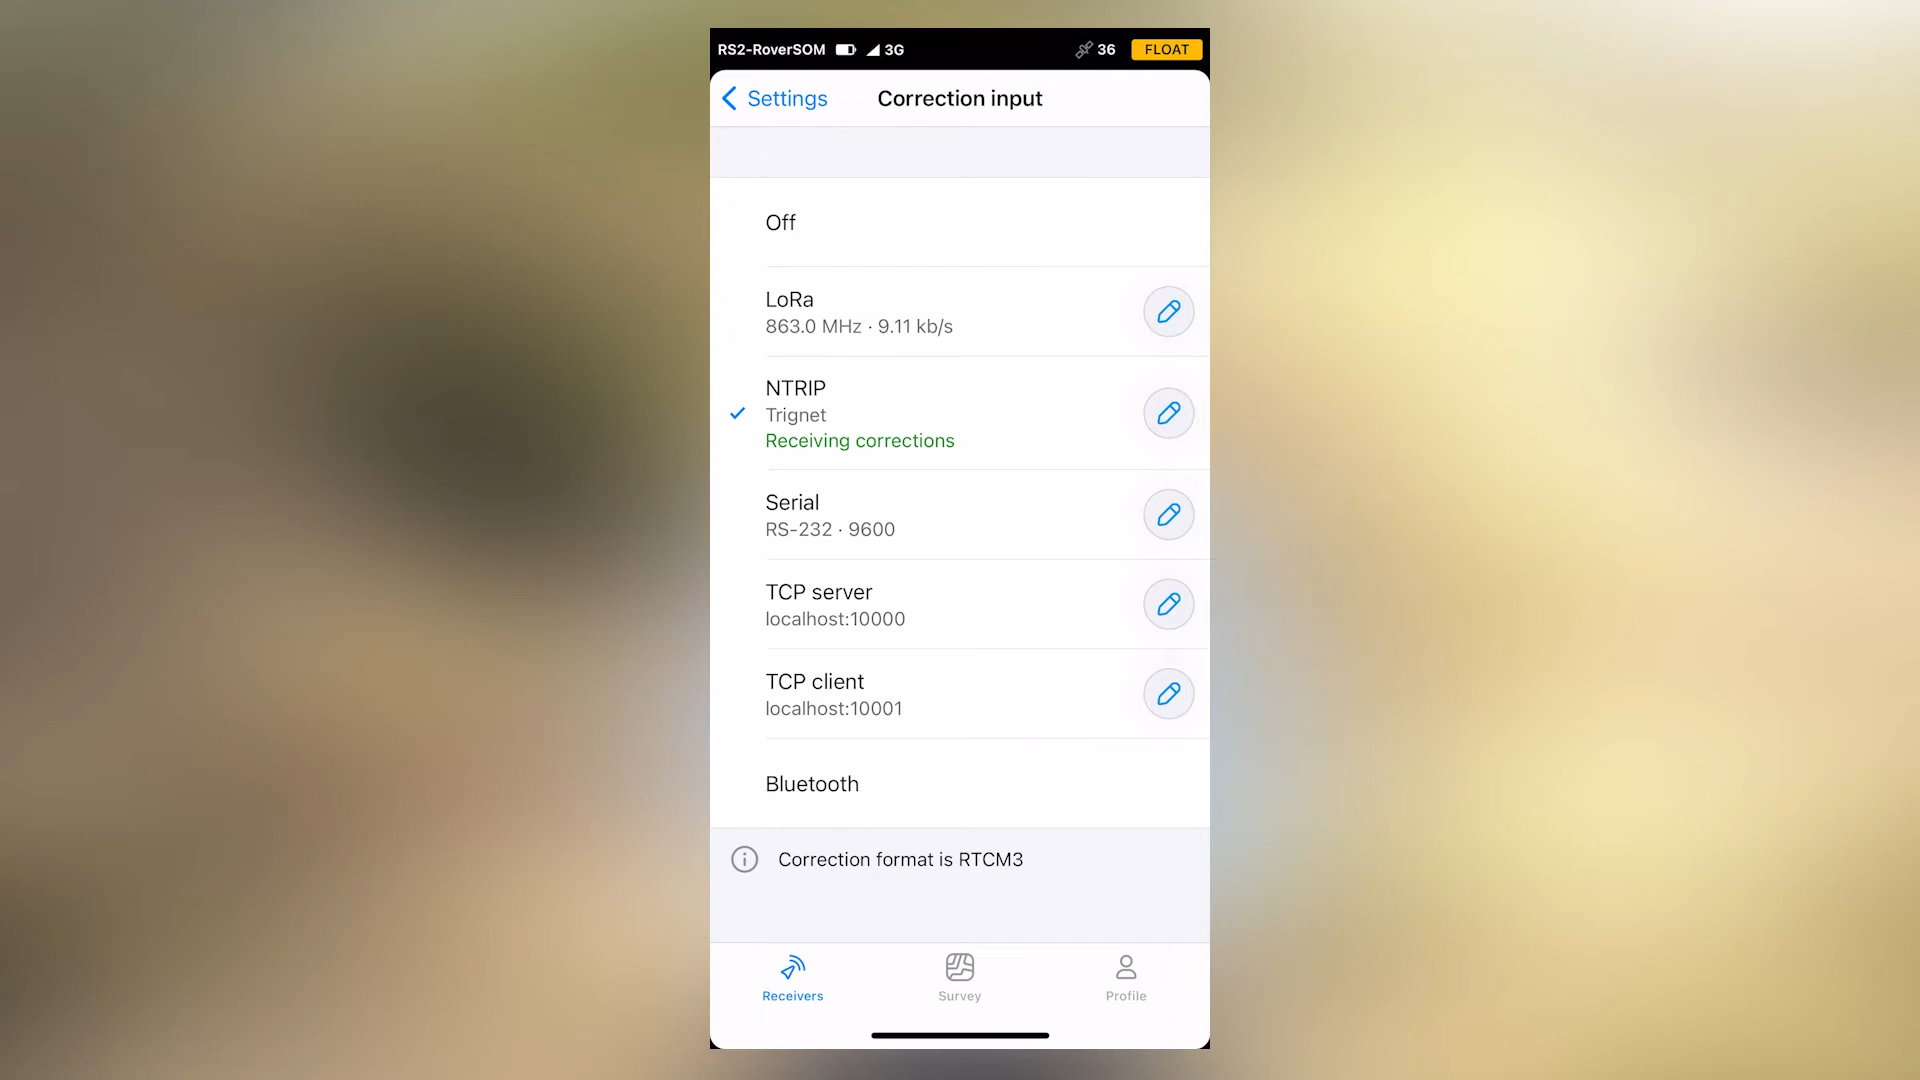 RS2-RoverSOM 3G 36 FLOAT
Settings Correction input
Off
LoRa
863.0 MHz · 9.11 kb/s
NTRIP
Trignet
Receiving corrections
Serial
RS-232 · 9600
TCP server
localhost:10000
TCP client
localhost:10001
Bluetooth
Correction format is RTCM3
Receivers Survey Profile